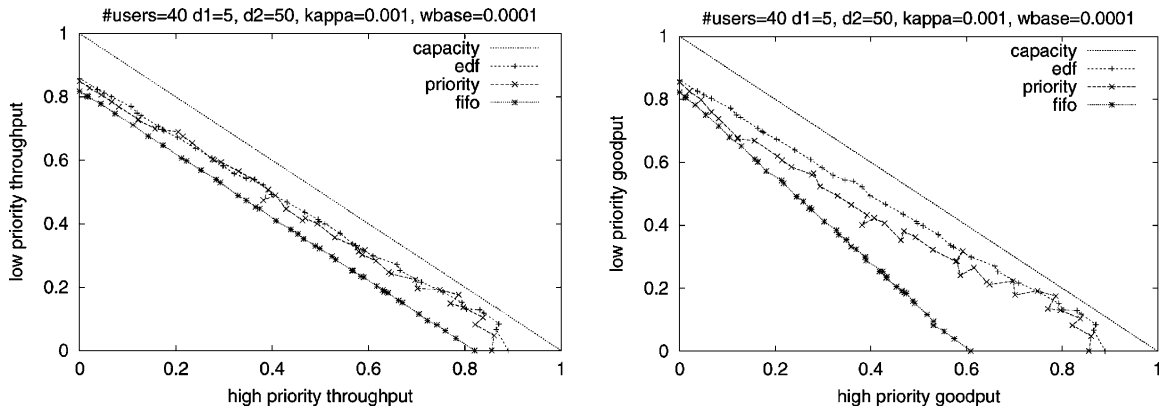 #users=40 d1=5, d2=50, kappa=0.001, wbase=0.0001
1
capacity
edf
priority
fifo
0.8
0.6
0.4
0.2
0
low priority throughput
0 0.2 0.4 0.6 0.8 1
high priority throughput
#users=40 d1=5, d2=50, kappa=0.001, wbase=0.0001
1
capacity
edf
priority
fifo
0.8
0.6
0.4
0.2
0
low priority goodput
0 0.2 0.4 0.6 0.8 1
high priority goodput